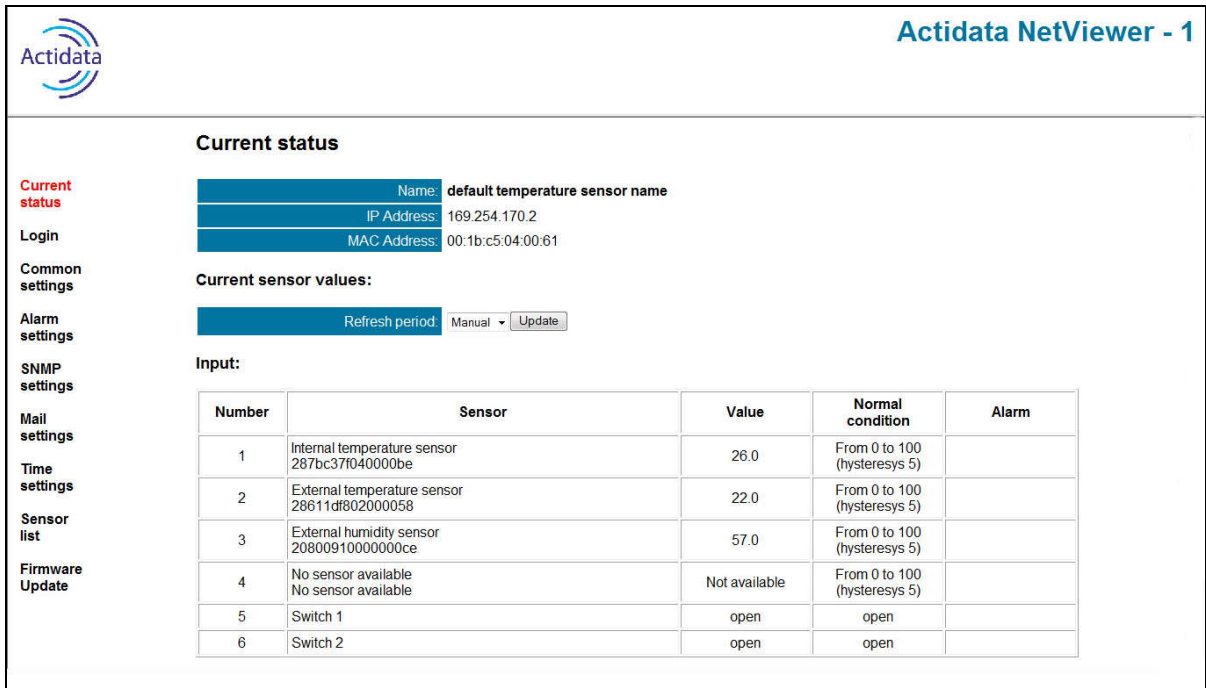 Actidata
Actidata NetViewer - 1
Current status
Current
status
Login
Common
settings
Alarm
settings
SNMP
settings
Mail
settings
Time
settings
Sensor
list
Firmware
Update
Name: default temperature sensor name
IP Address: 169.254.170.2
MAC Address: 00:1b:c5:04:00:61
Current sensor values:
Refresh period: Manual Update
Input:
Number Sensor Value Normal condition Alarm
1 Internal temperature sensor 26.0 From 0 to 100
287bc37f040000be (hysteresys 5)
2 External temperature sensor 22.0 From 0 to 100
28611df802000058 (hysteresys 5)
3 External humidity sensor 57.0 From 0 to 100
20800910000000ce (hysteresys 5)
4 No sensor available Not available From 0 to 100
No sensor available (hysteresys 5)
5 Switch 1 open open
6 Switch 2 open open